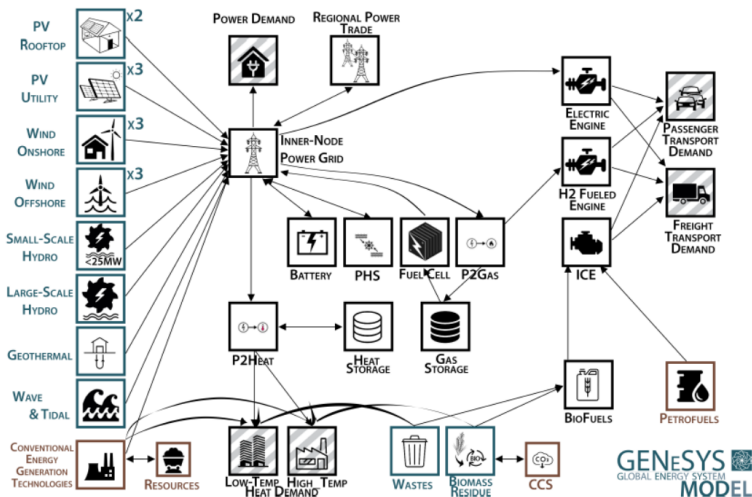 PV
Rooftop
x2
Power Demand
Regional Power
Trade
PV
Utility
x3
Wind
Onshore
x3
Inner-Node
Power Grid
Electric
Engine
Passenger
Transport
Demand
Wind
Offshore
x3
H2 Fueled
Engine
Freight
Transport
Demand
Small-Scale
Hydro
<25MW
Battery
PHS
Fuel Cell
P2Gas
ICE
Large-Scale
Hydro
Geothermal
P2Heat
Heat
Storage
Gas
Storage
Wave
& Tidal
BioFuels
Petrofuels
Conventional
Energy
Generation
Technologies
Resources
Low-Temp High Temp
Heat Demand
Wastes
Biomass
Residue
BIO
CO₂
CCS
GENeSYS
GLOBAL ENERGY SYSTEM
MODEL